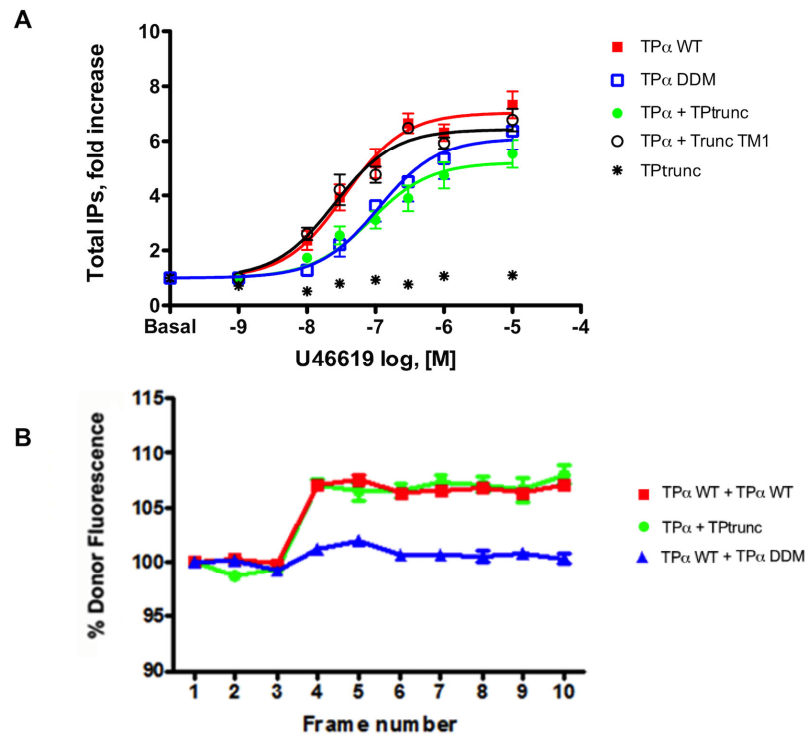 A
Total IPs, fold increase
10
8
6
4
2
0
Basal -9 -8 -7 -6 -5 -4
U46619 log, [M]
TPα WT
TPα DDM
TPα + TPtrunc
TPα + Trunc TM1
TPtrunc
B
% Donor Fluorescence
115
110
105
100
95
90
1 2 3 4 5 6 7 8 9 10
Frame number
TPα WT + TPα WT
TPα + TPtrunc
TPα WT + TPα DDM